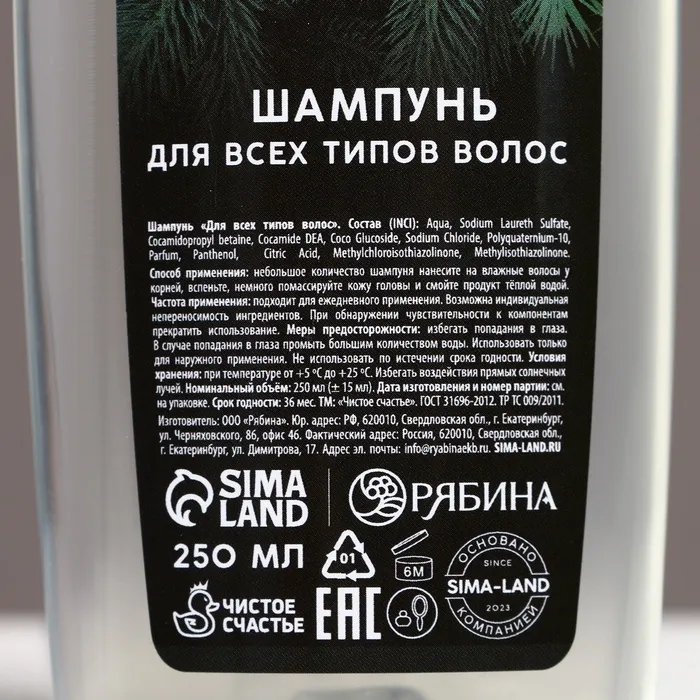 ШАМПУНЬ
ДЛЯ ВСЕХ ТИПОВ ВОЛОС
Шампунь «Для всех типов волос». Состав (INCI): Aqua, Sodium Laureth Sulfate,
Cocamidopropyl betaine, Cocamide DEA, Coco Glucoside, Sodium Chloride, Polyquaternium-10,
Parfum, Panthenol, Citric Acid, Methylchloroisothiazolinone, Methylisothiazolinone.
Способ применения: небольшое количество шампуня нанесите на влажные волосы у
корней, вспеньте, немного помассируйте кожу головы и смойте продукт тёплой водой.
Частота применения: подходит для ежедневного применения. Возможна индивидуальная
непереносимость ингредиентов. При обнаружении чувствительности к компонентам
прекратить использование. Меры предосторожности: избегать попадания в глаза.
В случае попадания в глаза промыть большим количеством воды. Использовать только
для наружного применения. Не использовать по истечении срока годности. Условия
хранения: при температуре от +5 °С до +25 °С. Избегать воздействия прямых солнечных
лучей. Номинальный объём: 250 мл (± 15 мл). Дата изготовления и номер партии: см.
на упаковке. Срок годности: 36 мес. ТМ: «Чистое счастье». ГОСТ 31696-2012. ТР ТС 009/2011.
Изготовитель: ООО «Рябина». Юр. адрес: РФ, 620010, Свердловская обл., г. Екатеринбург,
ул. Черняховского, 86, офис 46. Фактический адрес: Россия, 620010, Свердловская обл.,
г. Екатеринбург, ул. Димитрова, 17. Адрес эл. почты: info@ryabinaekb.ru. SIMA-LAND.RU
SIMA
LAND
РЯБИНА
250 МЛ
01
6M
ОСНОВАНО
SINCE
SIMA-LAND
2023
КОМПАНИЕЙ
ЧИСТОЕ
СЧАСТЬЕ
EAC